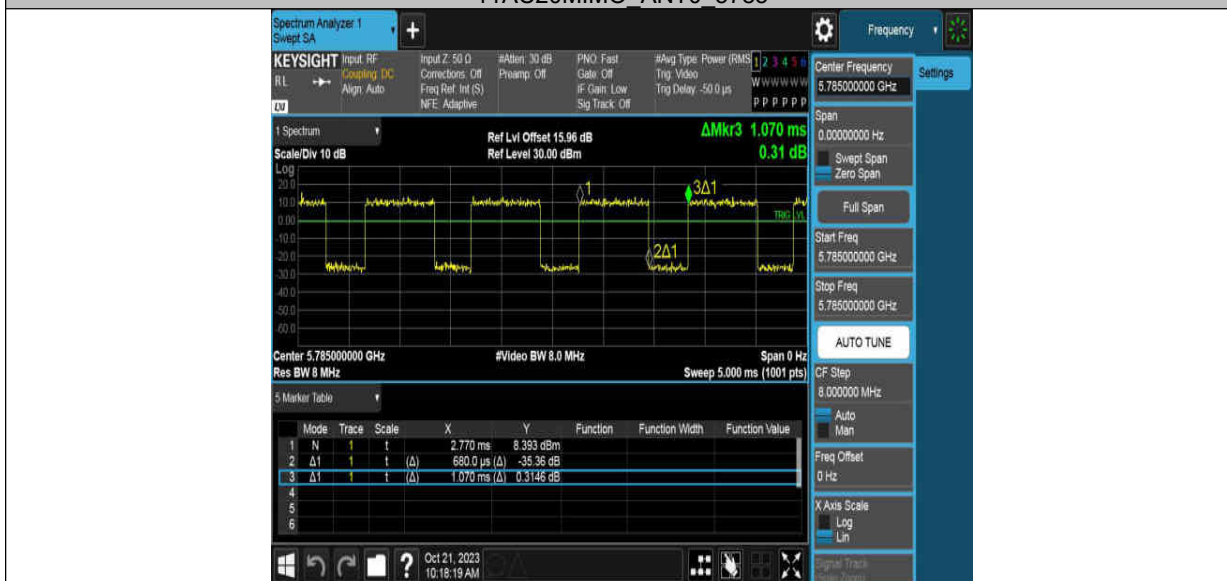 Spectrum Analyzer 1
Swept SA
+
Frequency
KEYSIGHT
RL
Input: RF
Coupling: DC
Align: Auto
Input Z: 50 Ω
Corrections: Off
Freq Ref: Int (S)
NFE: Adaptive
#Atten: 30 dB
Preamp: Off
PNO: Fast
Gate: Off
IF Gain: Low
Sig Track: Off
#Avg Type: Power (RMS
Trig: Video
Trig Delay: -50.0 µs
1 2 3 4 5 6
W W W W W W
P P P P P P
Center Frequency
5.785000000 GHz
Settings
1 Spectrum
Scale/Div 10 dB
Ref Lvl Offset 15.96 dB
Ref Level 30.00 dBm
ΔMkr3 1.070 ms
0.31 dB
Span
0.00000000 Hz
Swept Span
Zero Span
Full Span
Log
20.0
10.0
0.00
-10.0
-20.0
-30.0
-40.0
-50.0
-60.0
1
3Δ1
2Δ1
Start Freq
5.785000000 GHz
Stop Freq
5.785000000 GHz
AUTO TUNE
Center 5.785000000 GHz
#Video BW 8.0 MHz
Span 0 Hz
Res BW 8 MHz
Sweep 5.000 ms (1001 pts)
CF Step
8.000000 MHz
Auto
Man
5 Marker Table
Mode Trace Scale X Y Function Function Width Function Value
1 N 1 t 2.770 ms 8.393 dBm
2 Δ1 1 t (Δ) 680.0 µs (Δ) -35.36 dB
3 Δ1 1 t (Δ) 1.070 ms (Δ) 0.3146 dB
4
5
6
Freq Offset
0 Hz
X Axis Scale
Log
Lin
Signal Track
?
Oct 21, 2023
10:18:19 AM